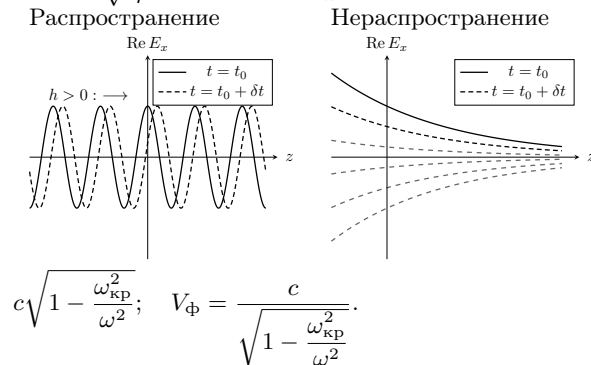 Распространение
Re E_x
t = t_0
t = t_0 + δt
h > 0 : →
z
Нераспространение
Re E_x
t = t_0
t = t_0 + δt
z
c√(1 − ω_кр²/ω²); V_ф = c/√(1 − ω_кр²/ω²).